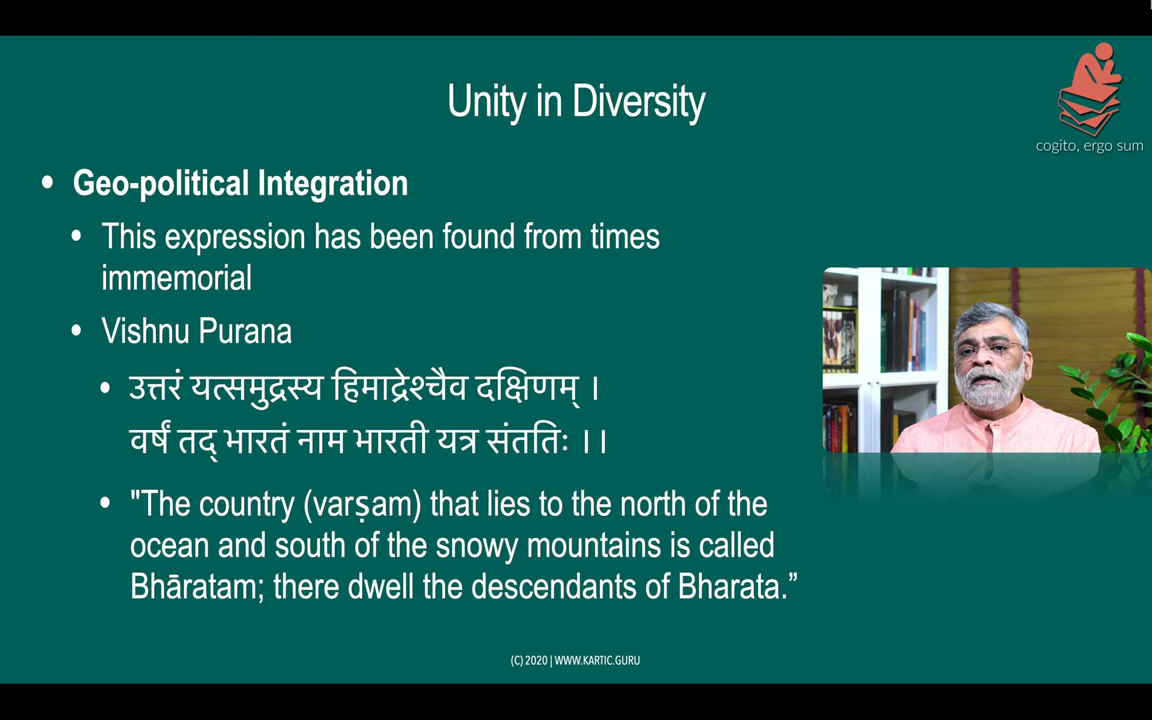 cogito, ergo sum
Unity in Diversity
• Geo-political Integration
• This expression has been found from times
immemorial
• Vishnu Purana
• उत्तरं यत्समुद्रस्य हिमाद्रेश्चैव दक्षिणम् ।
वर्षं तद् भारतं नाम भारती यत्र संततिः ।।
• "The country (varṣam) that lies to the north of the
ocean and south of the snowy mountains is called
Bhāratam; there dwell the descendants of Bharata.”
(C) 2020 | WWW.KARTIC.GURU